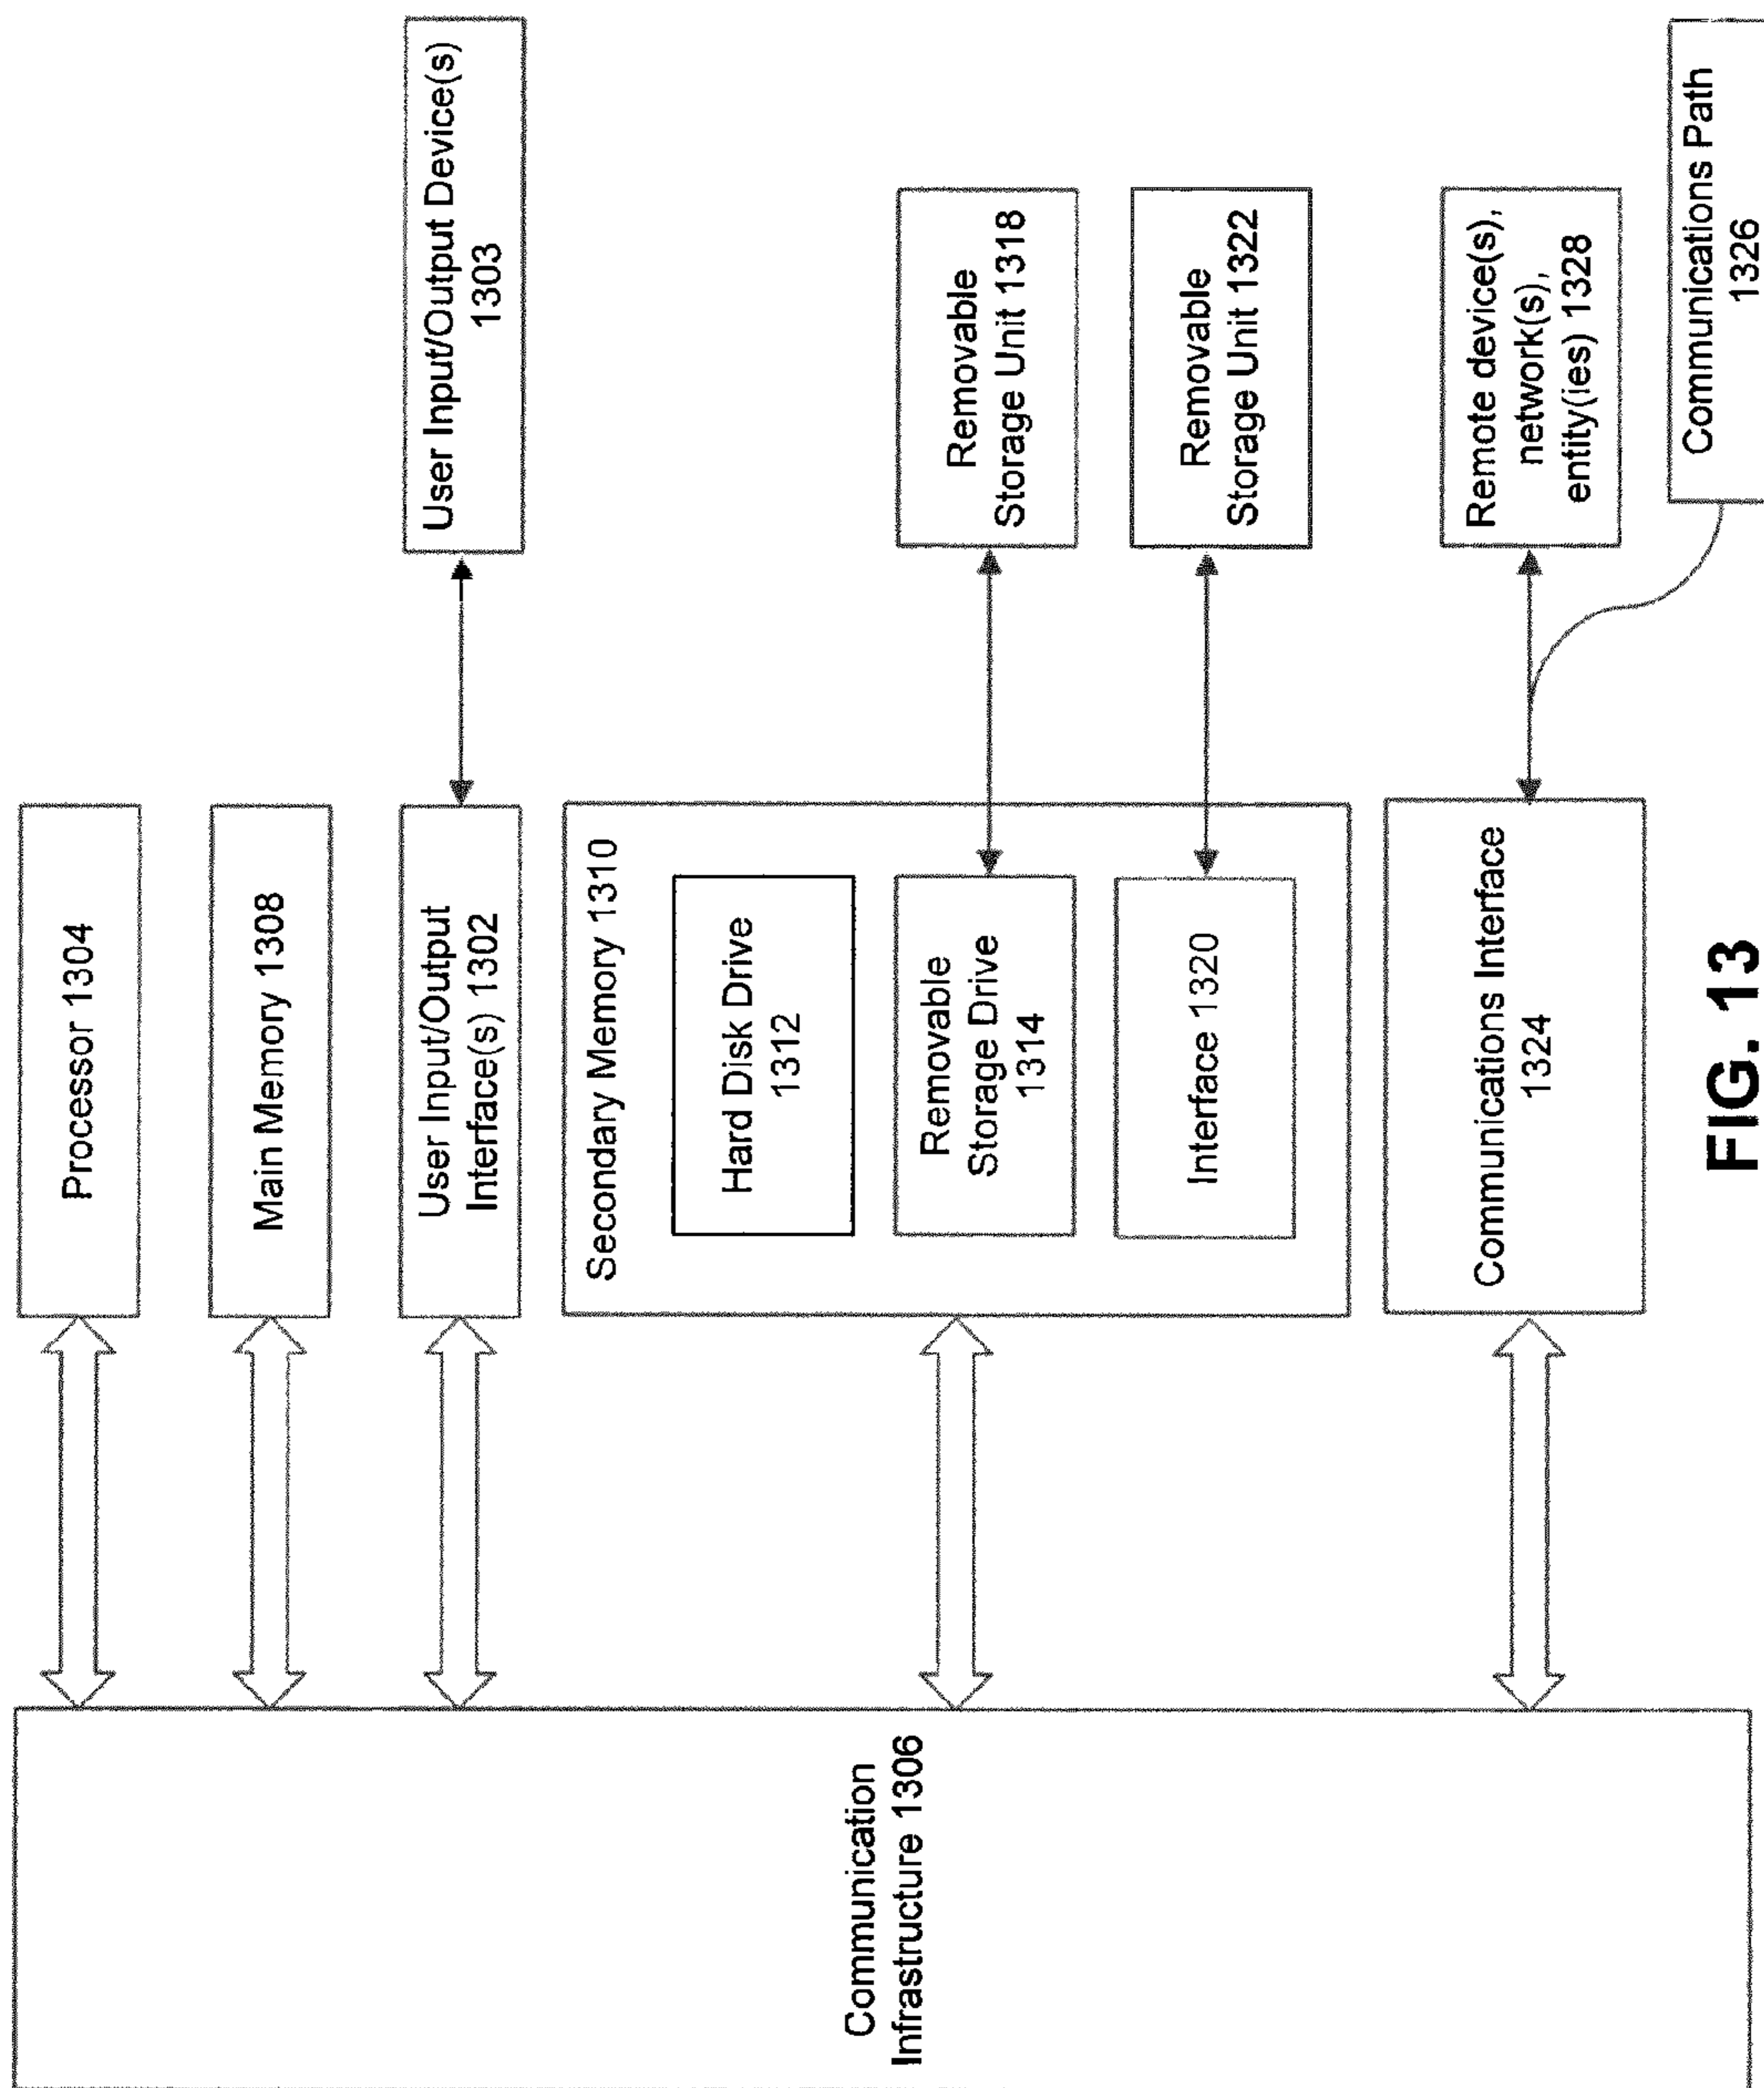 Communication
Infrastructure 1306
Processor 1304
Main Memory 1308
User Input/Output
Interface(s) 1302
User Input/Output Device(s)
1303
Secondary Memory 1310
Hard Disk Drive
1312
Removable
Storage Drive
1314
Removable
Storage Unit 1318
Interface 1320
Removable
Storage Unit 1322
Communications Interface
1324
Remote device(s),
network(s),
entity(ies) 1328
Communications Path
1326
FIG. 13